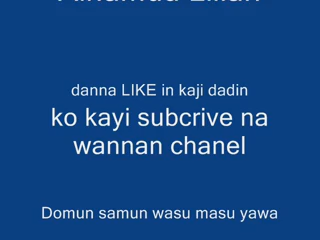 danna LIKE in kaji dadin
ko kayi subcrive na
wannan chanel
Domun samun wasu masu yawa